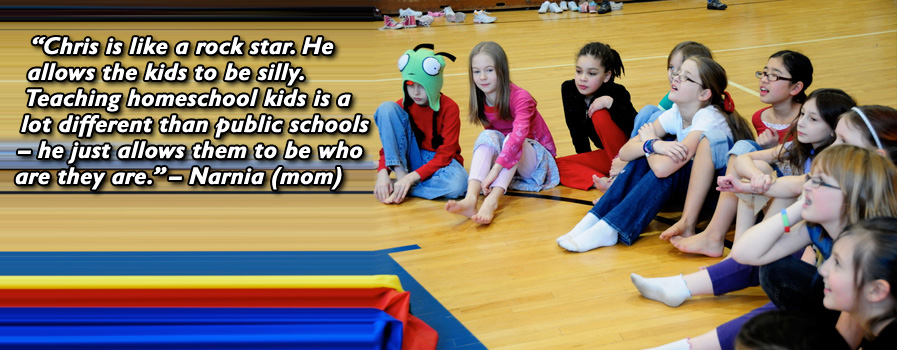 “Chris is like a rock star. He
allows the kids to be silly.
Teaching homeschool kids is a
lot different than public schools
– he just allows them to be who
are they are.” – Narnia (mom)